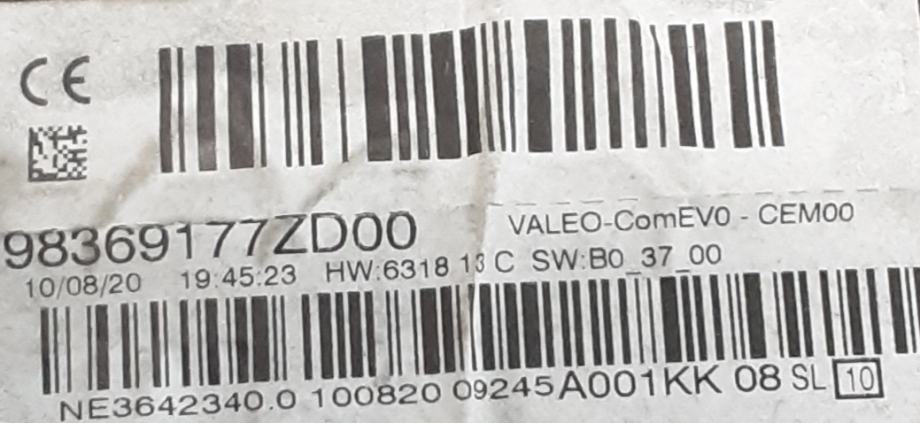 CE
98369177ZD00
VALEO-ComEV0 - CEM00
10/08/20 19:45:23 HW:6318 13 C SW:B0_37_00
NE3642340.0 100820 09245A001KK 08 SL 10